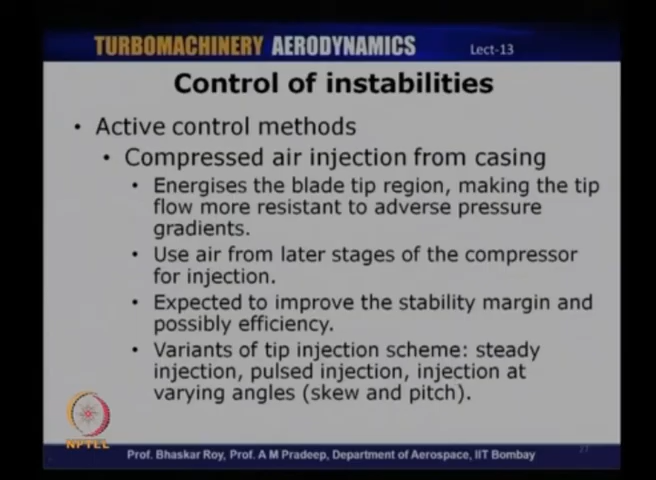 TURBOMACHINERY AERODYNAMICS Lect-13
Control of instabilities
• Active control methods
• Compressed air injection from casing
• Energises the blade tip region, making the tip
flow more resistant to adverse pressure
gradients.
• Use air from later stages of the compressor
for injection.
• Expected to improve the stability margin and
possibly efficiency.
• Variants of tip injection scheme: steady
injection, pulsed injection, injection at
varying angles (skew and pitch).
NPTEL
Prof. Bhaskar Roy, Prof. A M Pradeep, Department of Aerospace, IIT Bombay
27